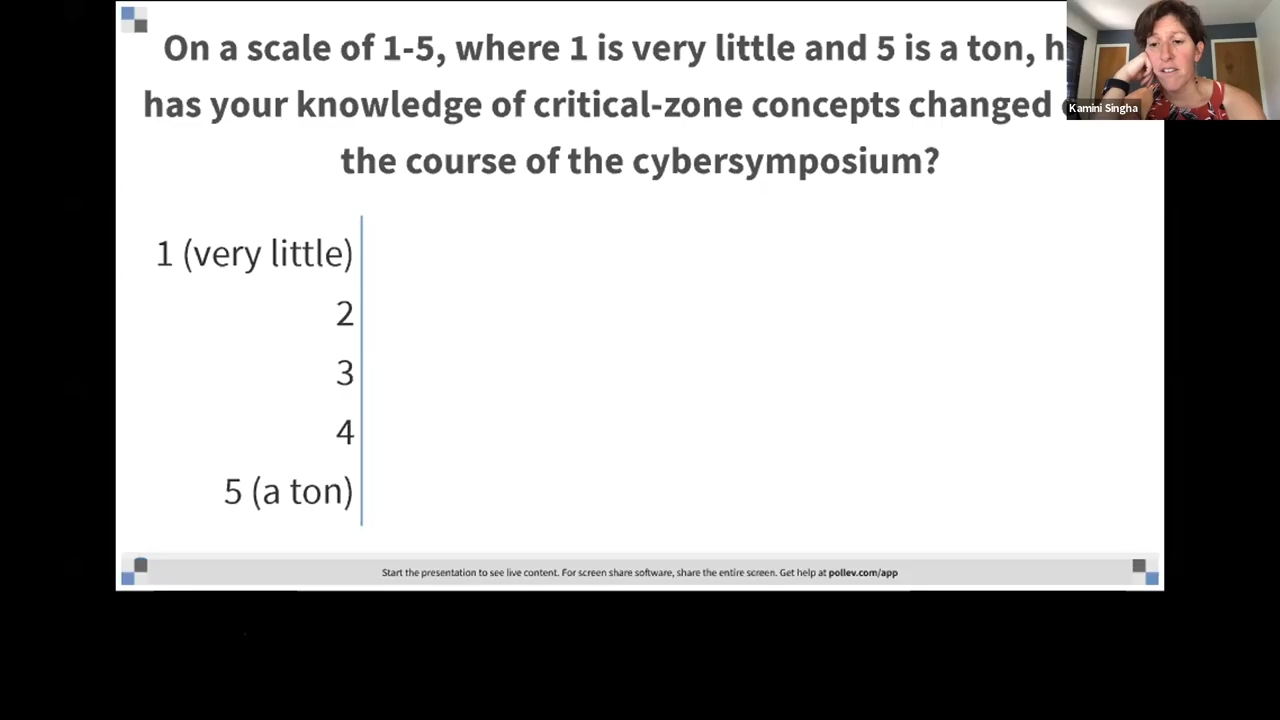 On a scale of 1-5, where 1 is very little and 5 is a ton,
has your knowledge of critical-zone concepts changed
the course of the cybersymposium?
Kamini Singha
1 (very little)
2
3
4
5 (a ton)
Start the presentation to see live content. For screen share software, share the entire screen. Get help at pollev.com/app